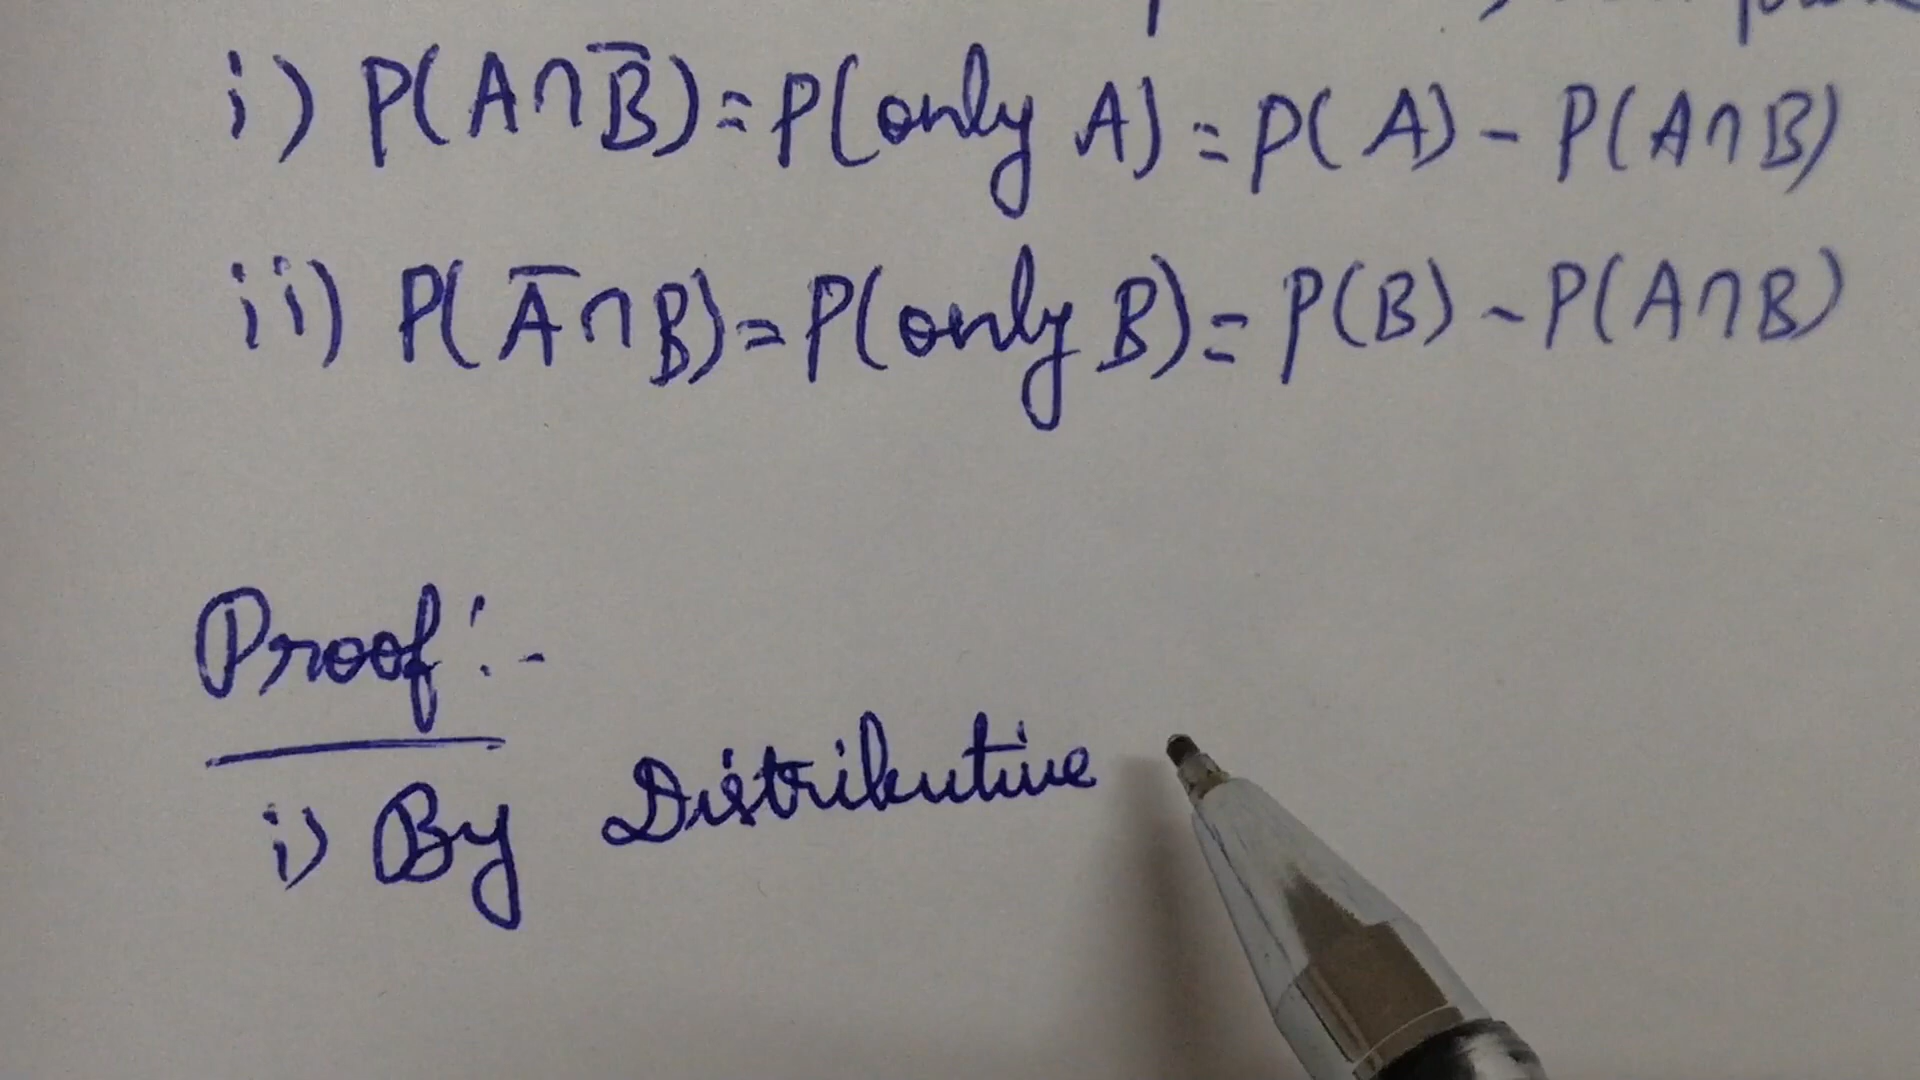 i) P(A∩B̅) = P(only A) = P(A) - P(A∩B)
ii) P(A̅∩B) = P(only B) = P(B) - P(A∩B)
Proof :-
i) By Distributive